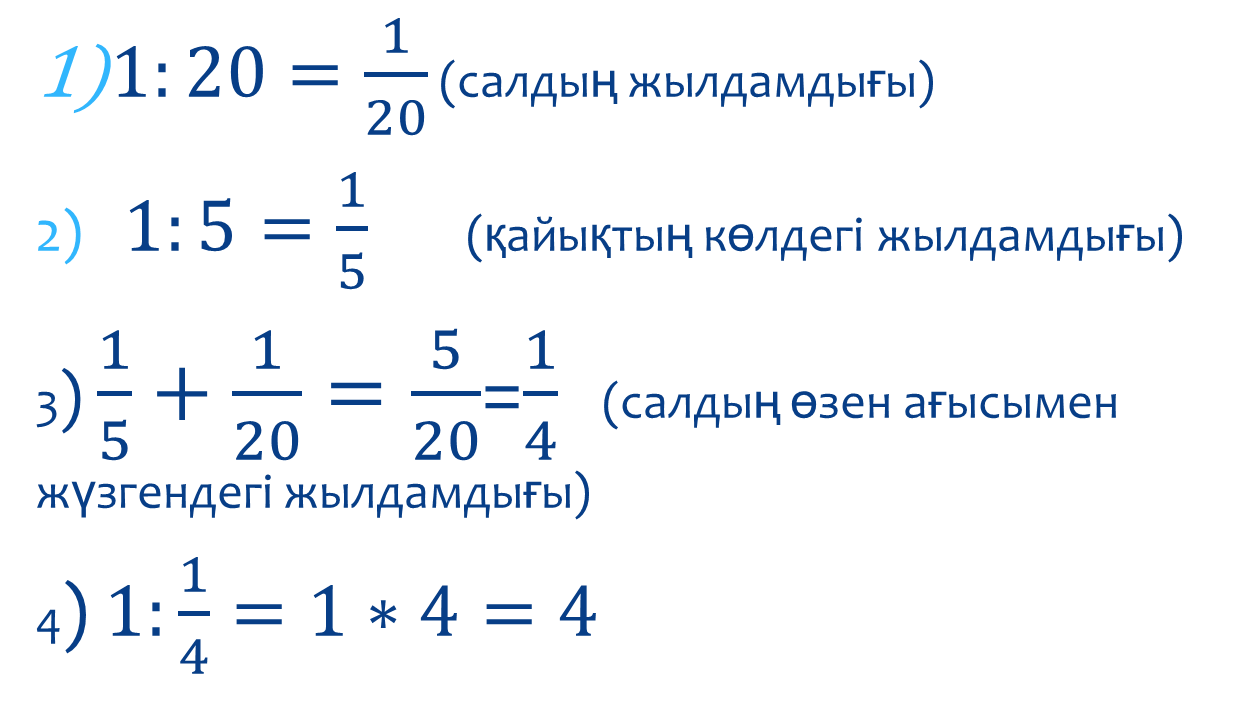 1) 1: 20 = 1/20 (салдың жылдамдығы)
2) 1: 5 = 1/5 (қайықтың көлдегі жылдамдығы)
3) 1/5 + 1/20 = 5/20 = 1/4 (салдың өзен ағысымен
жүзгендегі жылдамдығы)
4) 1: 1/4 = 1 * 4 = 4